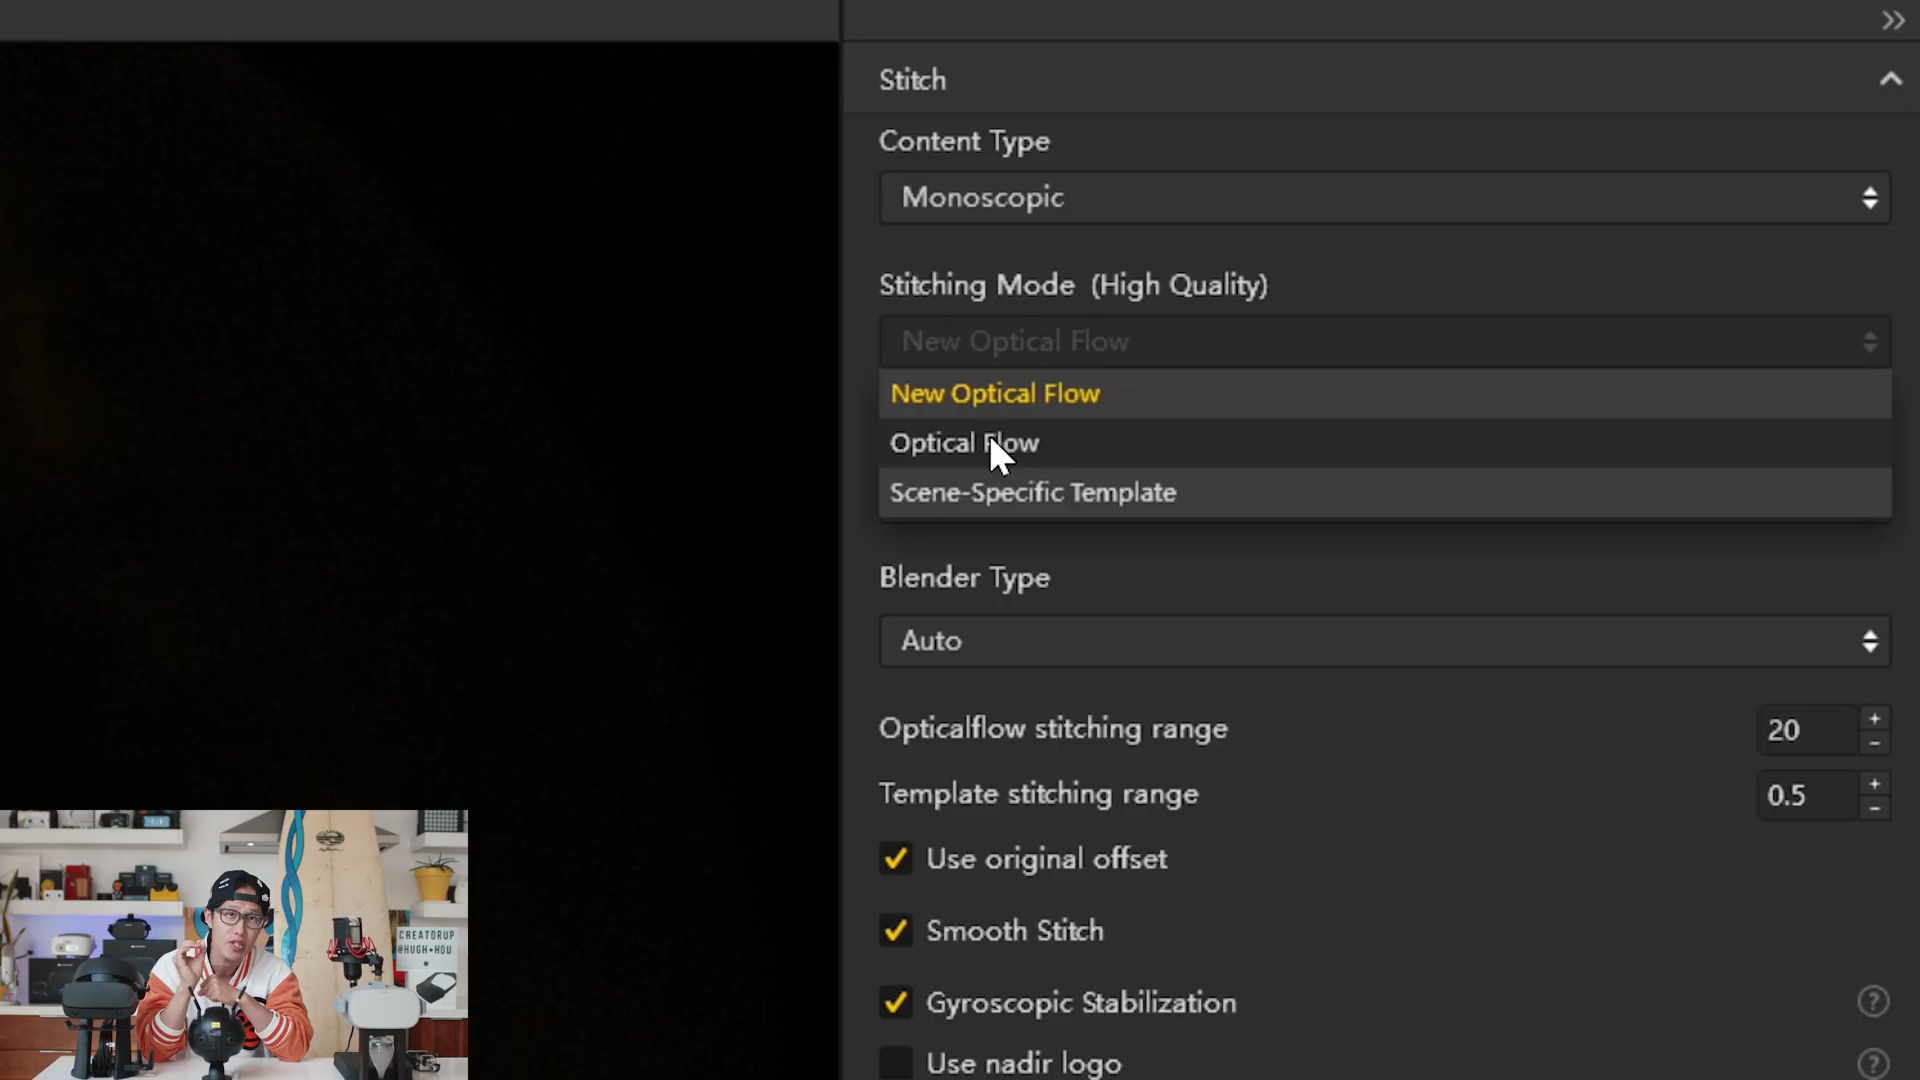 Stitch
Content Type
Monoscopic
Stitching Mode (High Quality)
New Optical Flow
New Optical Flow
Optical Flow
Scene-Specific Template
Blender Type
Auto
Opticalflow stitching range
20
Template stitching range
0.5
Use original offset
Smooth Stitch
Gyroscopic Stabilization
Use nadir logo
CREATORUP
@HUGH•HOU